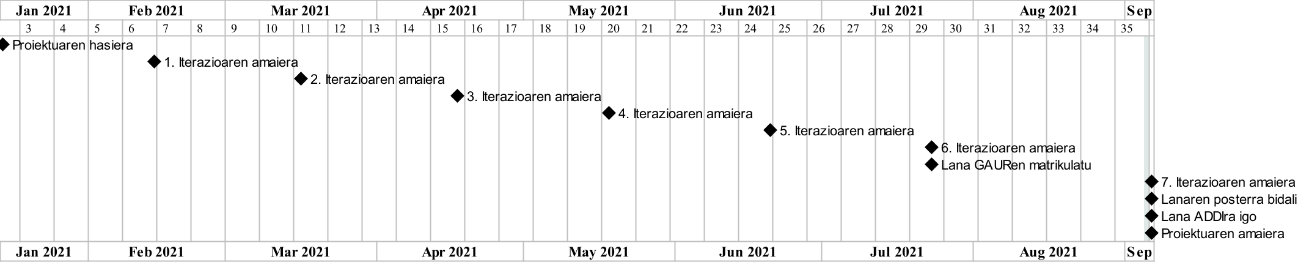 Jan 2021 Feb 2021 Mar 2021 Apr 2021 May 2021 Jun 2021 Jul 2021 Aug 2021 Sep
3 4 5 6 7 8 9 10 11 12 13 14 15 16 17 18 19 20 21 22 23 24 25 26 27 28 29 30 31 32 33 34 35
Proiektuaren hasiera
1. Iterazioaren amaiera
2. Iterazioaren amaiera
3. Iterazioaren amaiera
4. Iterazioaren amaiera
5. Iterazioaren amaiera
6. Iterazioaren amaiera
Lana GAURen matrikulatu
7. Iterazioaren amaiera
Lanaren posterra bidali
Lana ADDIra igo
Proiektuaren amaiera
Jan 2021 Feb 2021 Mar 2021 Apr 2021 May 2021 Jun 2021 Jul 2021 Aug 2021 Sep